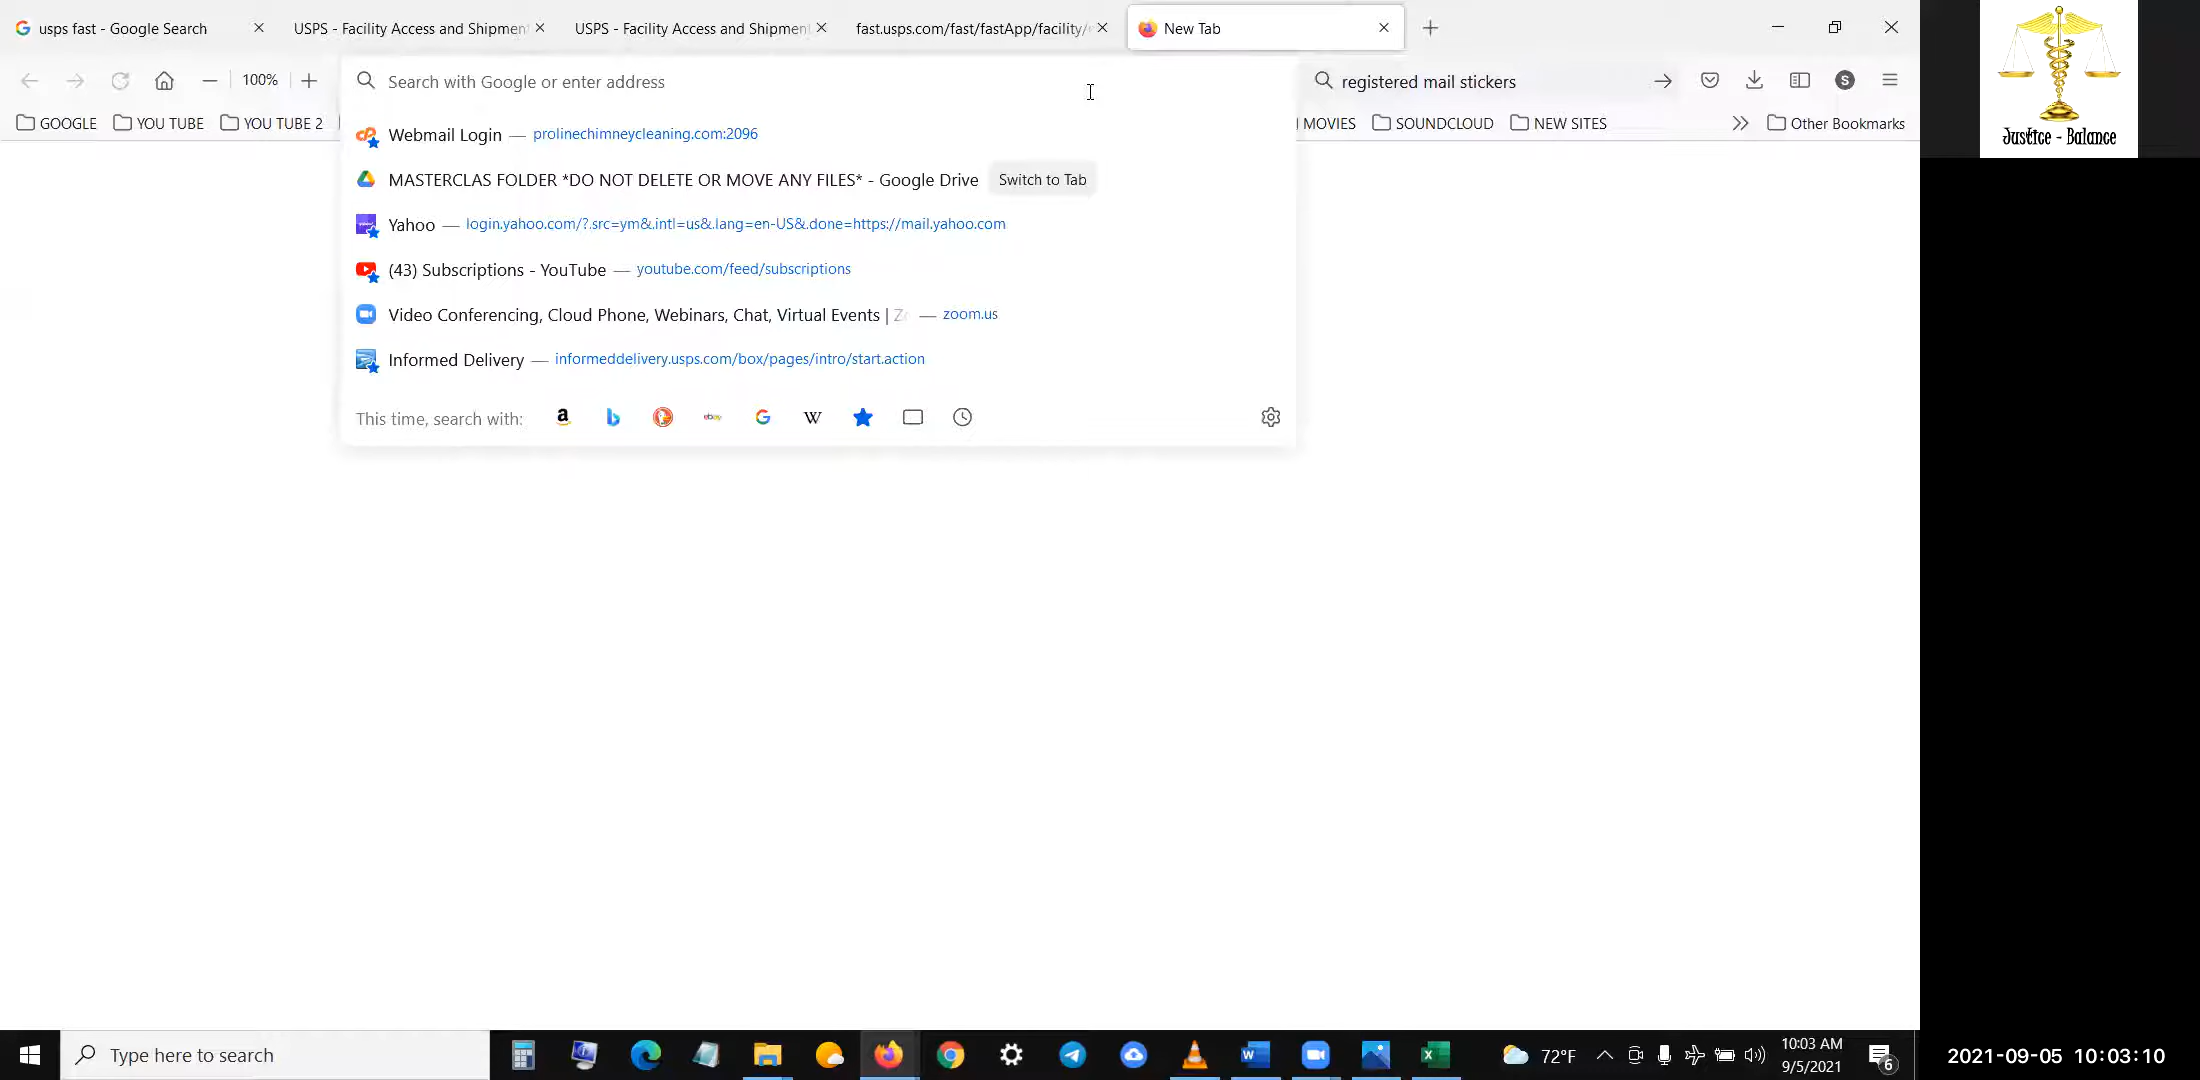 usps fast - Google Search
USPS - Facility Access and Shipment
USPS - Facility Access and Shipment
fast.usps.com/fast/fastApp/facility/
New Tab
100%
Search with Google or enter address
registered mail stickers
GOOGLE
YOU TUBE
YOU TUBE 2
MOVIES
SOUNDCLOUD
NEW SITES
Other Bookmarks
Webmail Login — prolinechimneycleaning.com:2096
MASTERCLAS FOLDER *DO NOT DELETE OR MOVE ANY FILES* - Google Drive Switch to Tab
Yahoo — login.yahoo.com/?.src=ym&.intl=us&.lang=en-US&.done=https://mail.yahoo.com
(43) Subscriptions - YouTube — youtube.com/feed/subscriptions
Video Conferencing, Cloud Phone, Webinars, Chat, Virtual Events | Zo — zoom.us
Informed Delivery — informeddelivery.usps.com/box/pages/intro/start.action
This time, search with:
Justice - Balance
Type here to search
72°F
10:03 AM
9/5/2021
6
2021-09-05 10:03:10